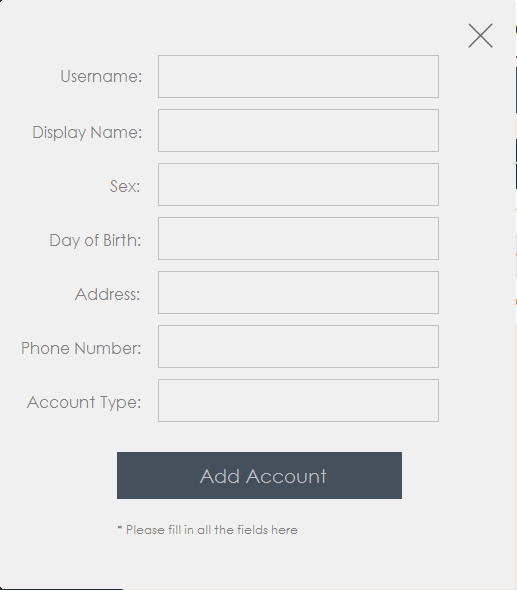 Username:
Display Name:
Sex:
Day of Birth:
Address:
Phone Number:
Account Type:
Add Account
* Please fill in all the fields here